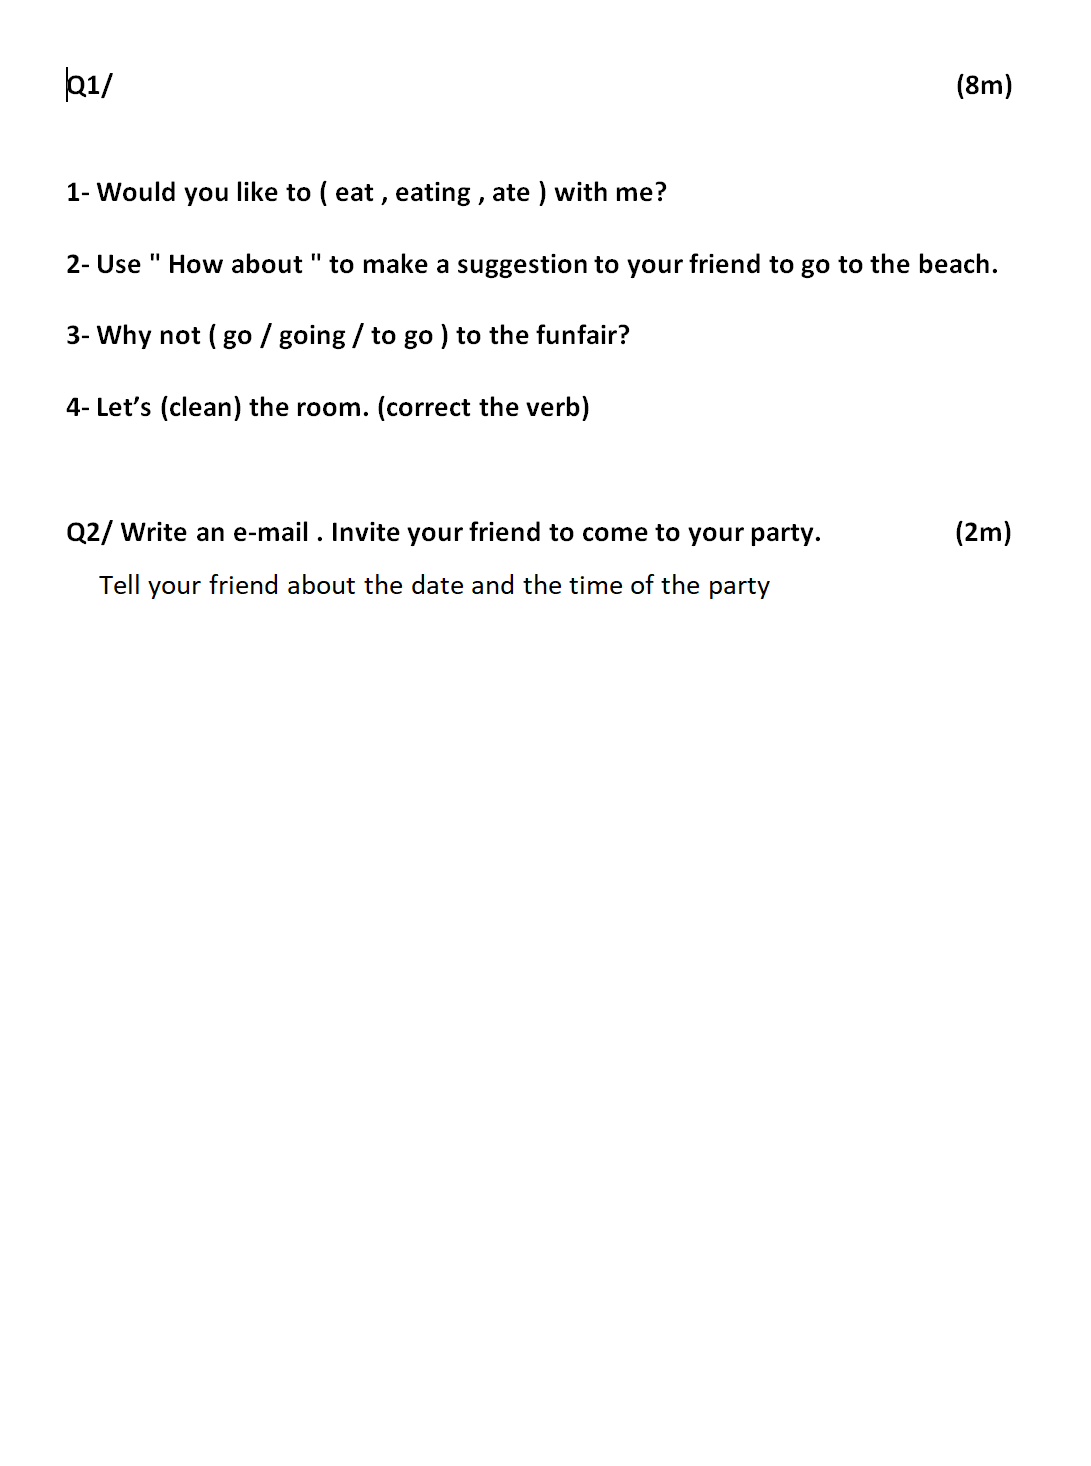 Q1/ (8m)
1- Would you like to ( eat , eating , ate ) with me?
2- Use " How about " to make a suggestion to your friend to go to the beach.
3- Why not ( go / going / to go ) to the funfair?
4- Let’s (clean) the room. (correct the verb)
Q2/ Write an e-mail . Invite your friend to come to your party. (2m)
Tell your friend about the date and the time of the party